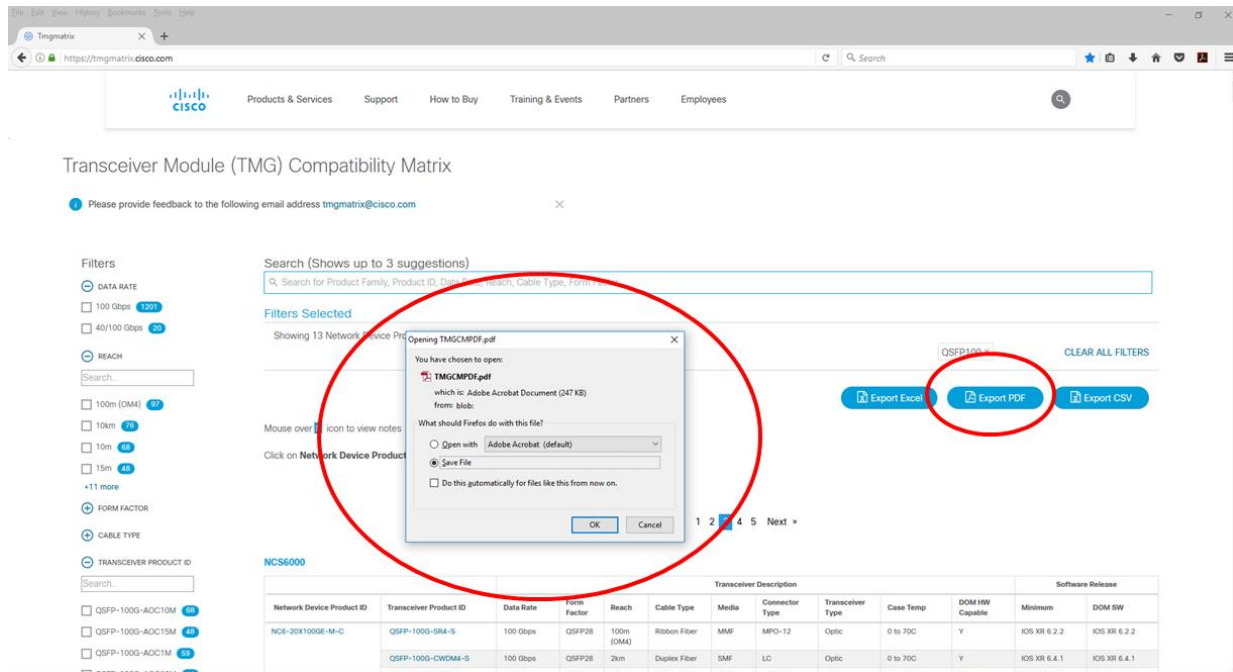 File Edit View History Bookmarks Tools Help
Tmgmatrix
https://tmgmatrix.cisco.com
Search
CISCO
Products & Services Support How to Buy Training & Events Partners Employees
Transceiver Module (TMG) Compatibility Matrix
Please provide feedback to the following email address tmgmatrix@cisco.com
Filters
DATA RATE
100 Gbps 1201
40/100 Gbps 20
REACH
Search..
100m (OM4) 97
10km 76
10m 68
15m 48
+11 more
FORM FACTOR
CABLE TYPE
TRANSCEIVER PRODUCT ID
Search..
QSFP-100G-AOC10M 68
QSFP-100G-AOC15M 48
QSFP-100G-AOC1M 59
Search (Shows up to 3 suggestions)
Search for Product Family, Product ID, Data Rate, Reach, Cable Type, Form
Filters Selected
Showing 13 Network Device
QSFP100 ×
CLEAR ALL FILTERS
Export Excel Export PDF Export CSV
Mouse over icon to view notes
Click on Network Device Product
Opening TMGCMPDF.pdf
You have chosen to open:
TMGCMPDF.pdf
which is: Adobe Acrobat Document (247 KB)
from: blob:
What should Firefox do with this file?
Open with Adobe Acrobat (default)
Save File
Do this automatically for files like this from now on.
OK Cancel
1 2 4 5 Next »
NCS6000
Transceiver Description Software Release
Network Device Product ID Transceiver Product ID Data Rate Form Factor Reach Cable Type Media Connector Type Transceiver Type Case Temp DOM HW Capable Minimum DOM SW
NC6-20X100GE-M-C QSFP-100G-SR4-S 100 Gbps QSFP28 100m (OM4) Ribbon Fiber MMF MPO-12 Optic 0 to 70C Y IOS XR 6.2.2 IOS XR 6.2.2
QSFP-100G-CWDM4-S 100 Gbps QSFP28 2km Duplex Fiber SMF LC Optic 0 to 70C Y IOS XR 6.4.1 IOS XR 6.4.1